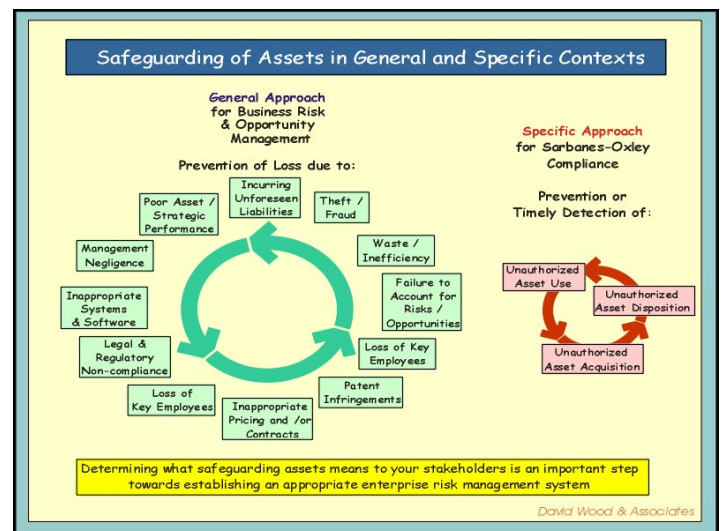 Safeguarding of Assets in General and Specific Contexts
General Approach
for Business Risk
& Opportunity
Management
Prevention of Loss due to:
Incurring
Unforeseen
Liabilities
Theft /
Fraud
Waste /
Inefficiency
Failure to
Account for
Risks /
Opportunities
Loss of Key
Employees
Patent
Infringements
Inappropriate
Pricing and /or
Contracts
Loss of
Key Employees
Legal &
Regulatory
Non-compliance
Inappropriate
Systems
& Software
Management
Negligence
Poor Asset /
Strategic
Performance
Specific Approach
for Sarbanes-Oxley
Compliance
Prevention or
Timely Detection of:
Unauthorized
Asset Use
Unauthorized
Asset Disposition
Unauthorized
Asset Acquisition
Determining what safeguarding assets means to your stakeholders is an important step
towards establishing an appropriate enterprise risk management system
David Wood & Associates